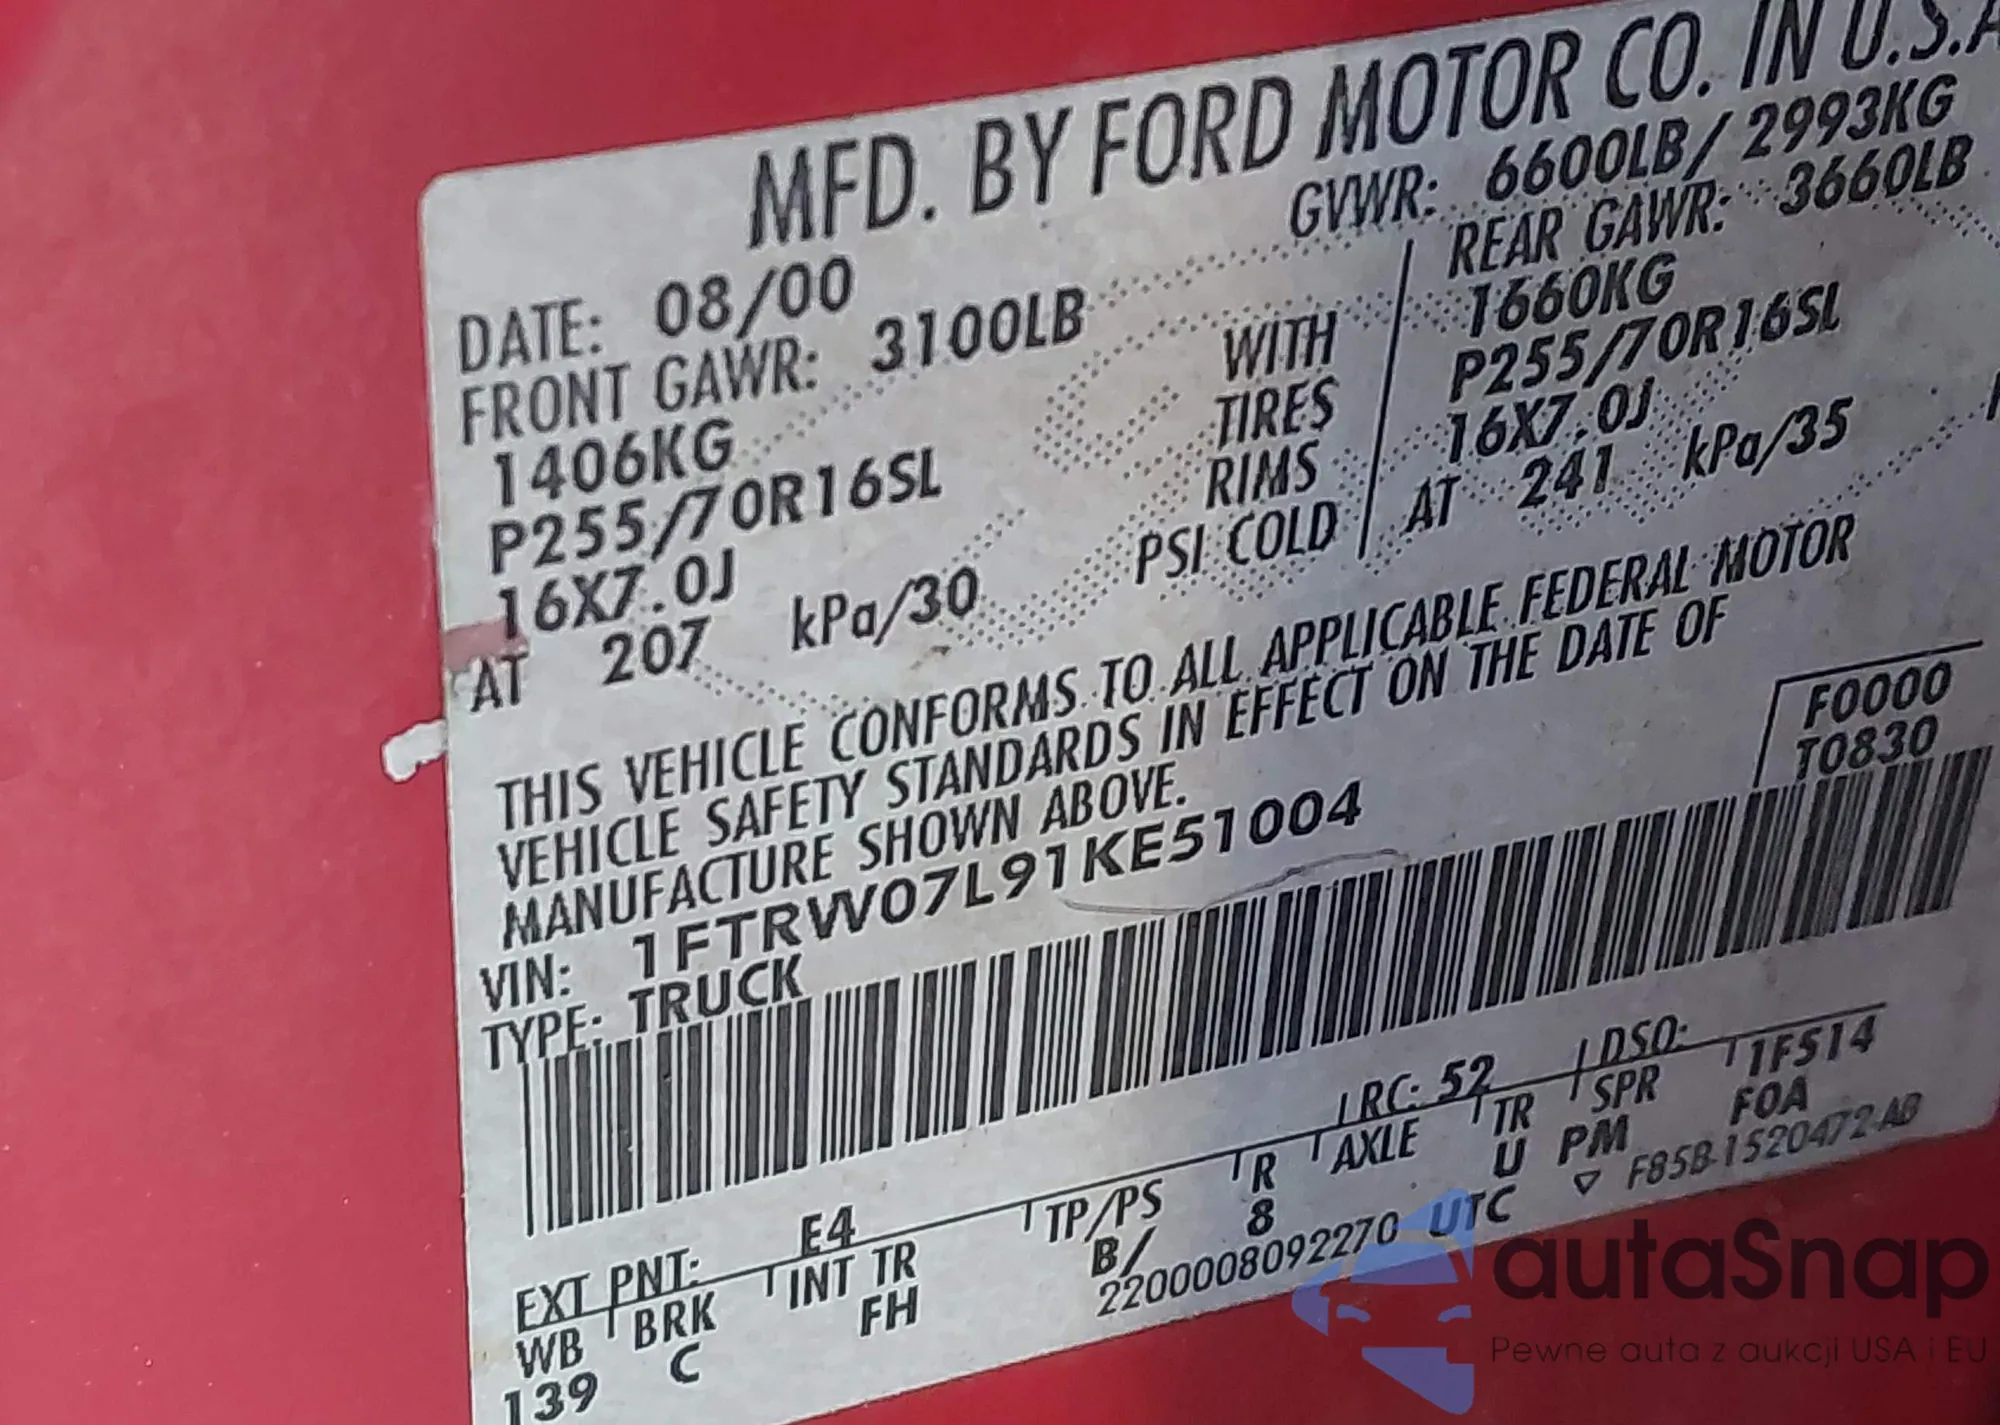 MFD. BY FORD MOTOR CO. IN U.S.A
DATE: 08/00 GVWR: 6600LB/ 2993KG
FRONT GAWR: 3100LB REAR GAWR: 3660LB
1406KG WITH 1660KG
P255/70R16SL TIRES P255/70R16SL
16X7.0J RIMS 16X7.0J
AT 207 kPa/30 PSI COLD AT 241 kPa/35
THIS VEHICLE CONFORMS TO ALL APPLICABLE FEDERAL MOTOR
VEHICLE SAFETY STANDARDS IN EFFECT ON THE DATE OF
MANUFACTURE SHOWN ABOVE.
F0000
T0830
VIN: 1FTRW07L91KE51004
TYPE: TRUCK
EXT PNT: E4 RC: 52 DSO: 1F514
WB BRK INT TR TP/PS R AXLE TR SPR FOA
139 C FH B/ 8 U PM
2200008092270 UTC ▽ F85B-1520472-AB
autaSnap
Pewne auta z aukcji USA i EU